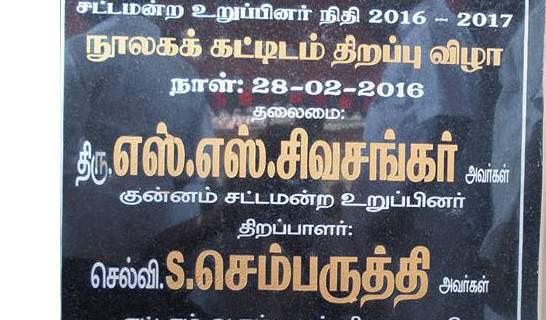 சட்டமன்ற உறுப்பினர் நிதி 2016 – 2017
நூலகக் கட்டிடம் திறப்பு விழா
நாள்: 28-02-2016
தலைமை:
திரு.எஸ்.எஸ்.சிவசங்கர் அவர்கள்
குன்னம் சட்டமன்ற உறுப்பினர்
திறப்பாளர்:
செல்வி.S.செம்பருத்தி அவர்கள்